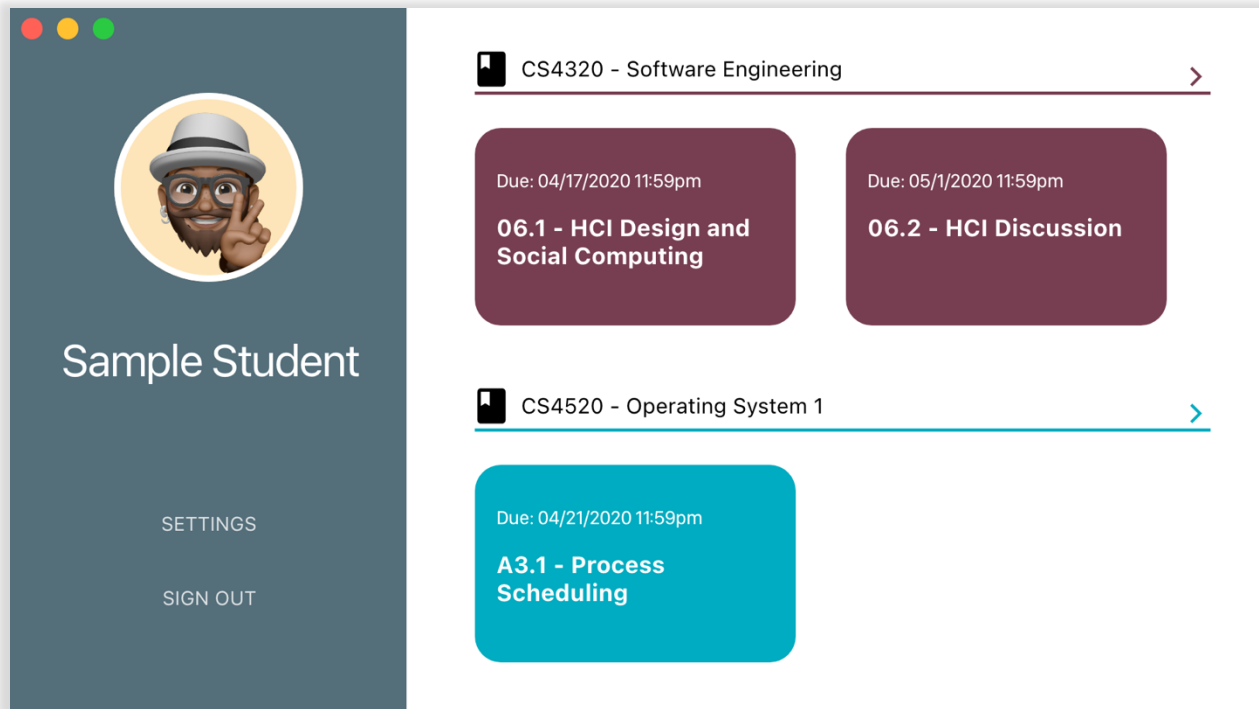 Sample Student
SETTINGS
SIGN OUT
CS4320 - Software Engineering
Due: 04/17/2020 11:59pm
06.1 - HCI Design and
Social Computing
Due: 05/1/2020 11:59pm
06.2 - HCI Discussion
CS4520 - Operating System 1
Due: 04/21/2020 11:59pm
A3.1 - Process
Scheduling